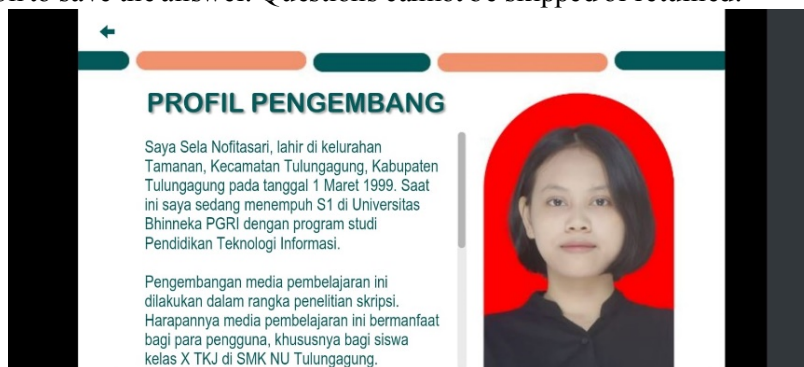 PROFIL PENGEMBANG
Saya Sela Nofitasari, lahir di kelurahan
Tamanan, Kecamatan Tulungagung, Kabupaten
Tulungagung pada tanggal 1 Maret 1999. Saat
ini saya sedang menempuh S1 di Universitas
Bhinneka PGRI dengan program studi
Pendidikan Teknologi Informasi.
Pengembangan media pembelajaran ini
dilakukan dalam rangka penelitian skripsi.
Harapannya media pembelajaran ini bermanfaat
bagi para pengguna, khususnya bagi siswa
kelas X TKJ di SMK NU Tulungagung.